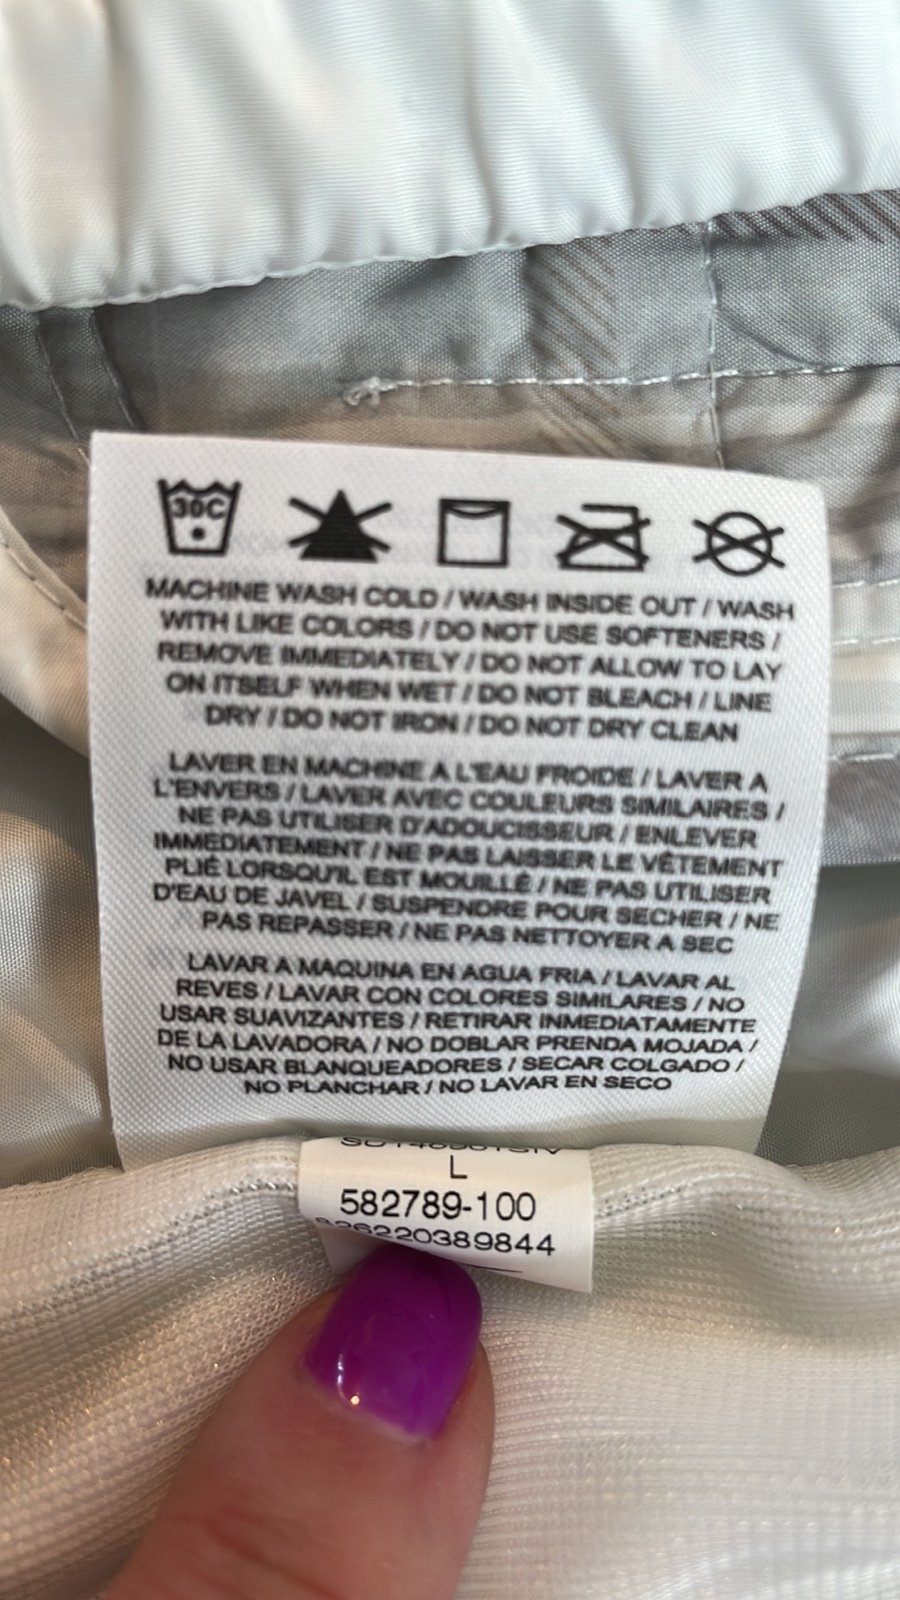 30C
MACHINE WASH COLD / WASH INSIDE OUT / WASH
WITH LIKE COLORS / DO NOT USE SOFTENERS /
REMOVE IMMEDIATELY / DO NOT ALLOW TO LAY
ON ITSELF WHEN WET / DO NOT BLEACH / LINE
DRY / DO NOT IRON / DO NOT DRY CLEAN
LAVER EN MACHINE A L'EAU FROIDE / LAVER A
L'ENVERS / LAVER AVEC COULEURS SIMILAIRES /
NE PAS UTILISER D'ADOUCISSEUR / ENLEVER
IMMEDIATEMENT / NE PAS LAISSER LE VÊTEMENT
PLIÉ LORSQU'IL EST MOUILLÉ / NE PAS UTILISER
D'EAU DE JAVEL / SUSPENDRE POUR SECHER / NE
PAS REPASSER / NE PAS NETTOYER A SEC
LAVAR A MAQUINA EN AGUA FRIA / LAVAR AL
REVES / LAVAR CON COLORES SIMILARES / NO
USAR SUAVIZANTES / RETIRAR INMEDIATAMENTE
DE LA LAVADORA / NO DOBLAR PRENDA MOJADA /
NO USAR BLANQUEADORES / SECAR COLGADO /
NO PLANCHAR / NO LAVAR EN SECO
L
582789-100